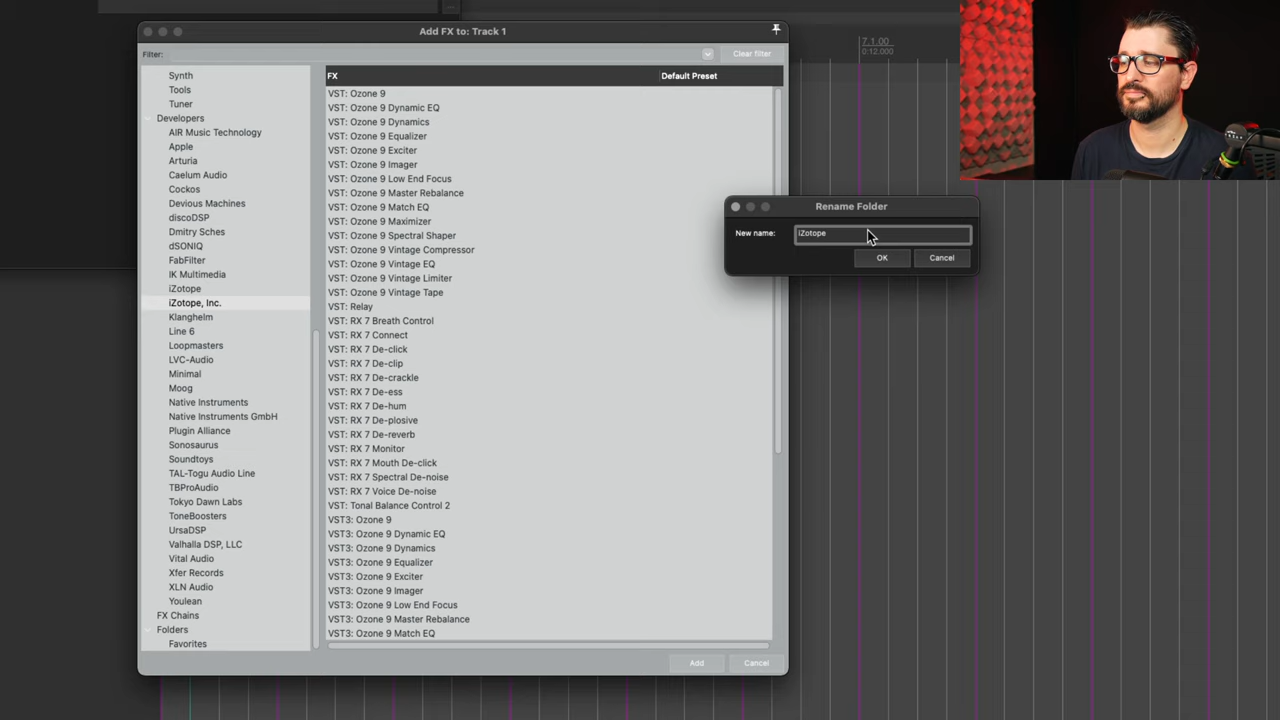 Add FX to: Track 1
7.1.00
0:12.000
Filter:
Clear filter
Synth
Tools
Tuner
Developers
AIR Music Technology
Apple
Arturia
Caelum Audio
Cockos
Devious Machines
discoDSP
Dmitry Sches
dSONIQ
FabFilter
IK Multimedia
iZotope
iZotope, Inc.
Klanghelm
Line 6
Loopmasters
LVC-Audio
Minimal
Moog
Native Instruments
Native Instruments GmbH
Plugin Alliance
Sonosaurus
Soundtoys
TAL-Togu Audio Line
TBProAudio
Tokyo Dawn Labs
ToneBoosters
UrsaDSP
Valhalla DSP, LLC
Vital Audio
Xfer Records
XLN Audio
Youlean
FX Chains
Folders
Favorites
FX
Default Preset
VST: Ozone 9
VST: Ozone 9 Dynamic EQ
VST: Ozone 9 Dynamics
VST: Ozone 9 Equalizer
VST: Ozone 9 Exciter
VST: Ozone 9 Imager
VST: Ozone 9 Low End Focus
VST: Ozone 9 Master Rebalance
VST: Ozone 9 Match EQ
VST: Ozone 9 Maximizer
VST: Ozone 9 Spectral Shaper
VST: Ozone 9 Vintage Compressor
VST: Ozone 9 Vintage EQ
VST: Ozone 9 Vintage Limiter
VST: Ozone 9 Vintage Tape
VST: Relay
VST: RX 7 Breath Control
VST: RX 7 Connect
VST: RX 7 De-click
VST: RX 7 De-clip
VST: RX 7 De-crackle
VST: RX 7 De-ess
VST: RX 7 De-hum
VST: RX 7 De-plosive
VST: RX 7 De-reverb
VST: RX 7 Monitor
VST: RX 7 Mouth De-click
VST: RX 7 Spectral De-noise
VST: RX 7 Voice De-noise
VST: Tonal Balance Control 2
VST3: Ozone 9
VST3: Ozone 9 Dynamic EQ
VST3: Ozone 9 Dynamics
VST3: Ozone 9 Equalizer
VST3: Ozone 9 Exciter
VST3: Ozone 9 Imager
VST3: Ozone 9 Low End Focus
VST3: Ozone 9 Master Rebalance
VST3: Ozone 9 Match EQ
Add
Cancel
Rename Folder
New name:
iZotope
OK
Cancel